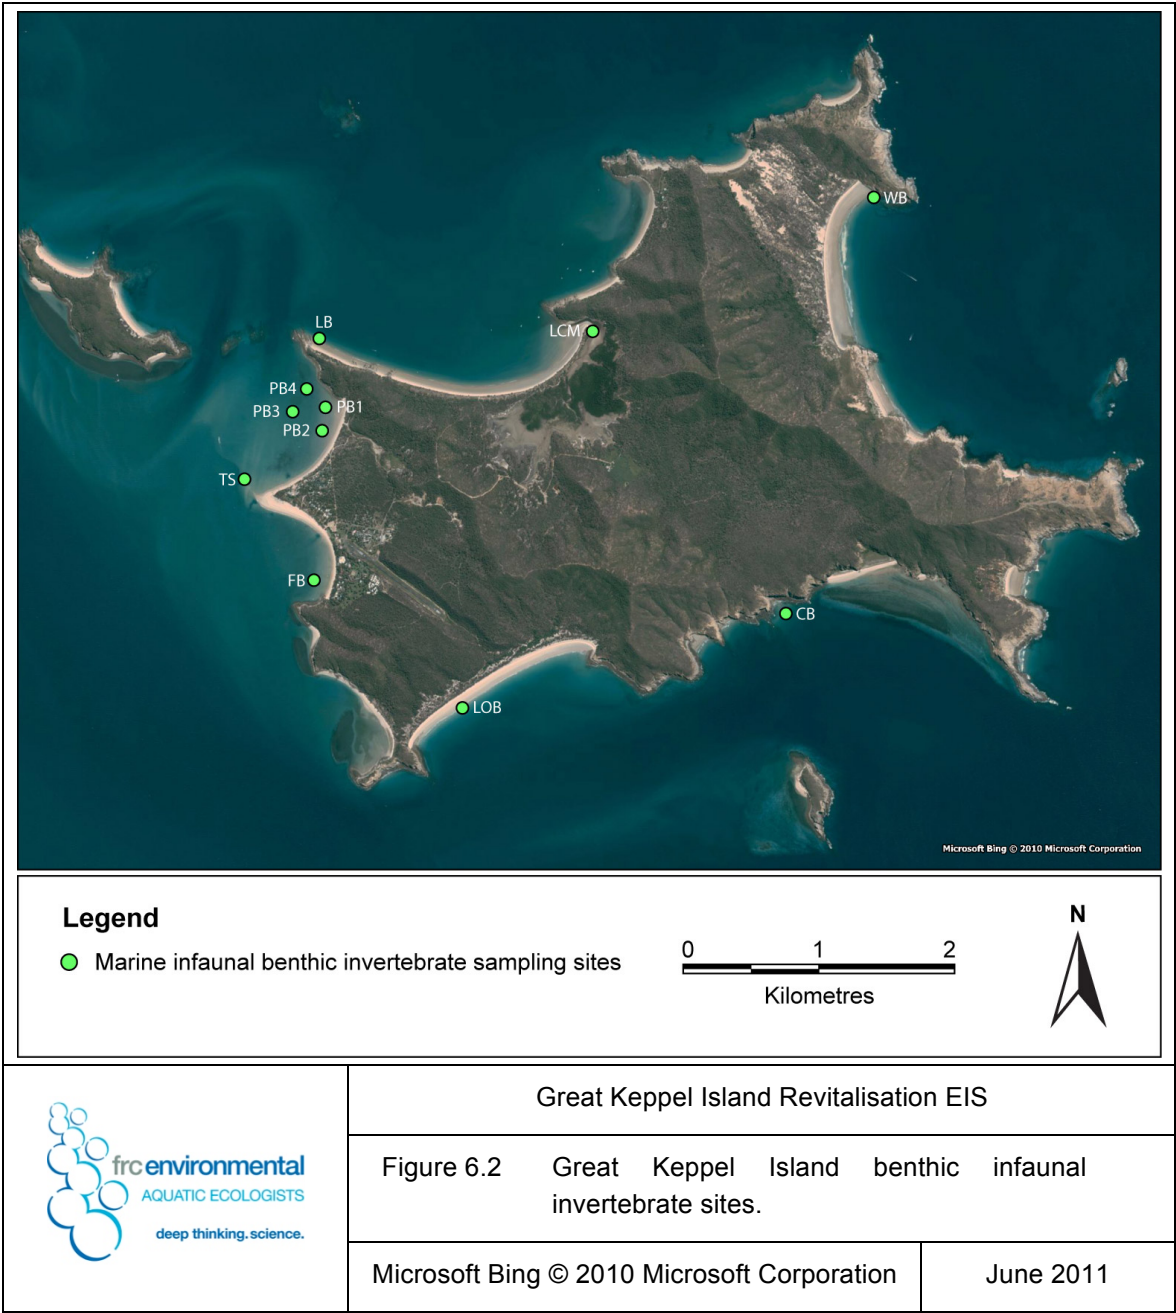 WB
LB
LCM
PB4
PB1
PB3
PB2
TS
FB
CB
LOB
Microsoft Bing © 2010 Microsoft Corporation
Legend
Marine infaunal benthic invertebrate sampling sites
0 1 2
Kilometres
N
frcenvironmental
AQUATIC ECOLOGISTS
deep thinking.science.
Great Keppel Island Revitalisation EIS
Figure 6.2 Great Keppel Island benthic infaunal
invertebrate sites.
Microsoft Bing © 2010 Microsoft Corporation
June 2011